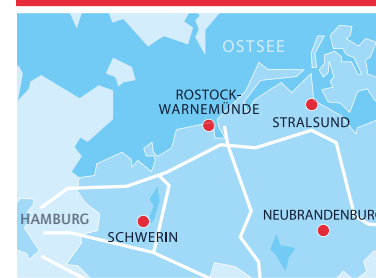 OSTSEE
ROSTOCK-
WARNEMÜNDE
STRALSUND
HAMBURG
NEUBRANDENBURG
SCHWERIN